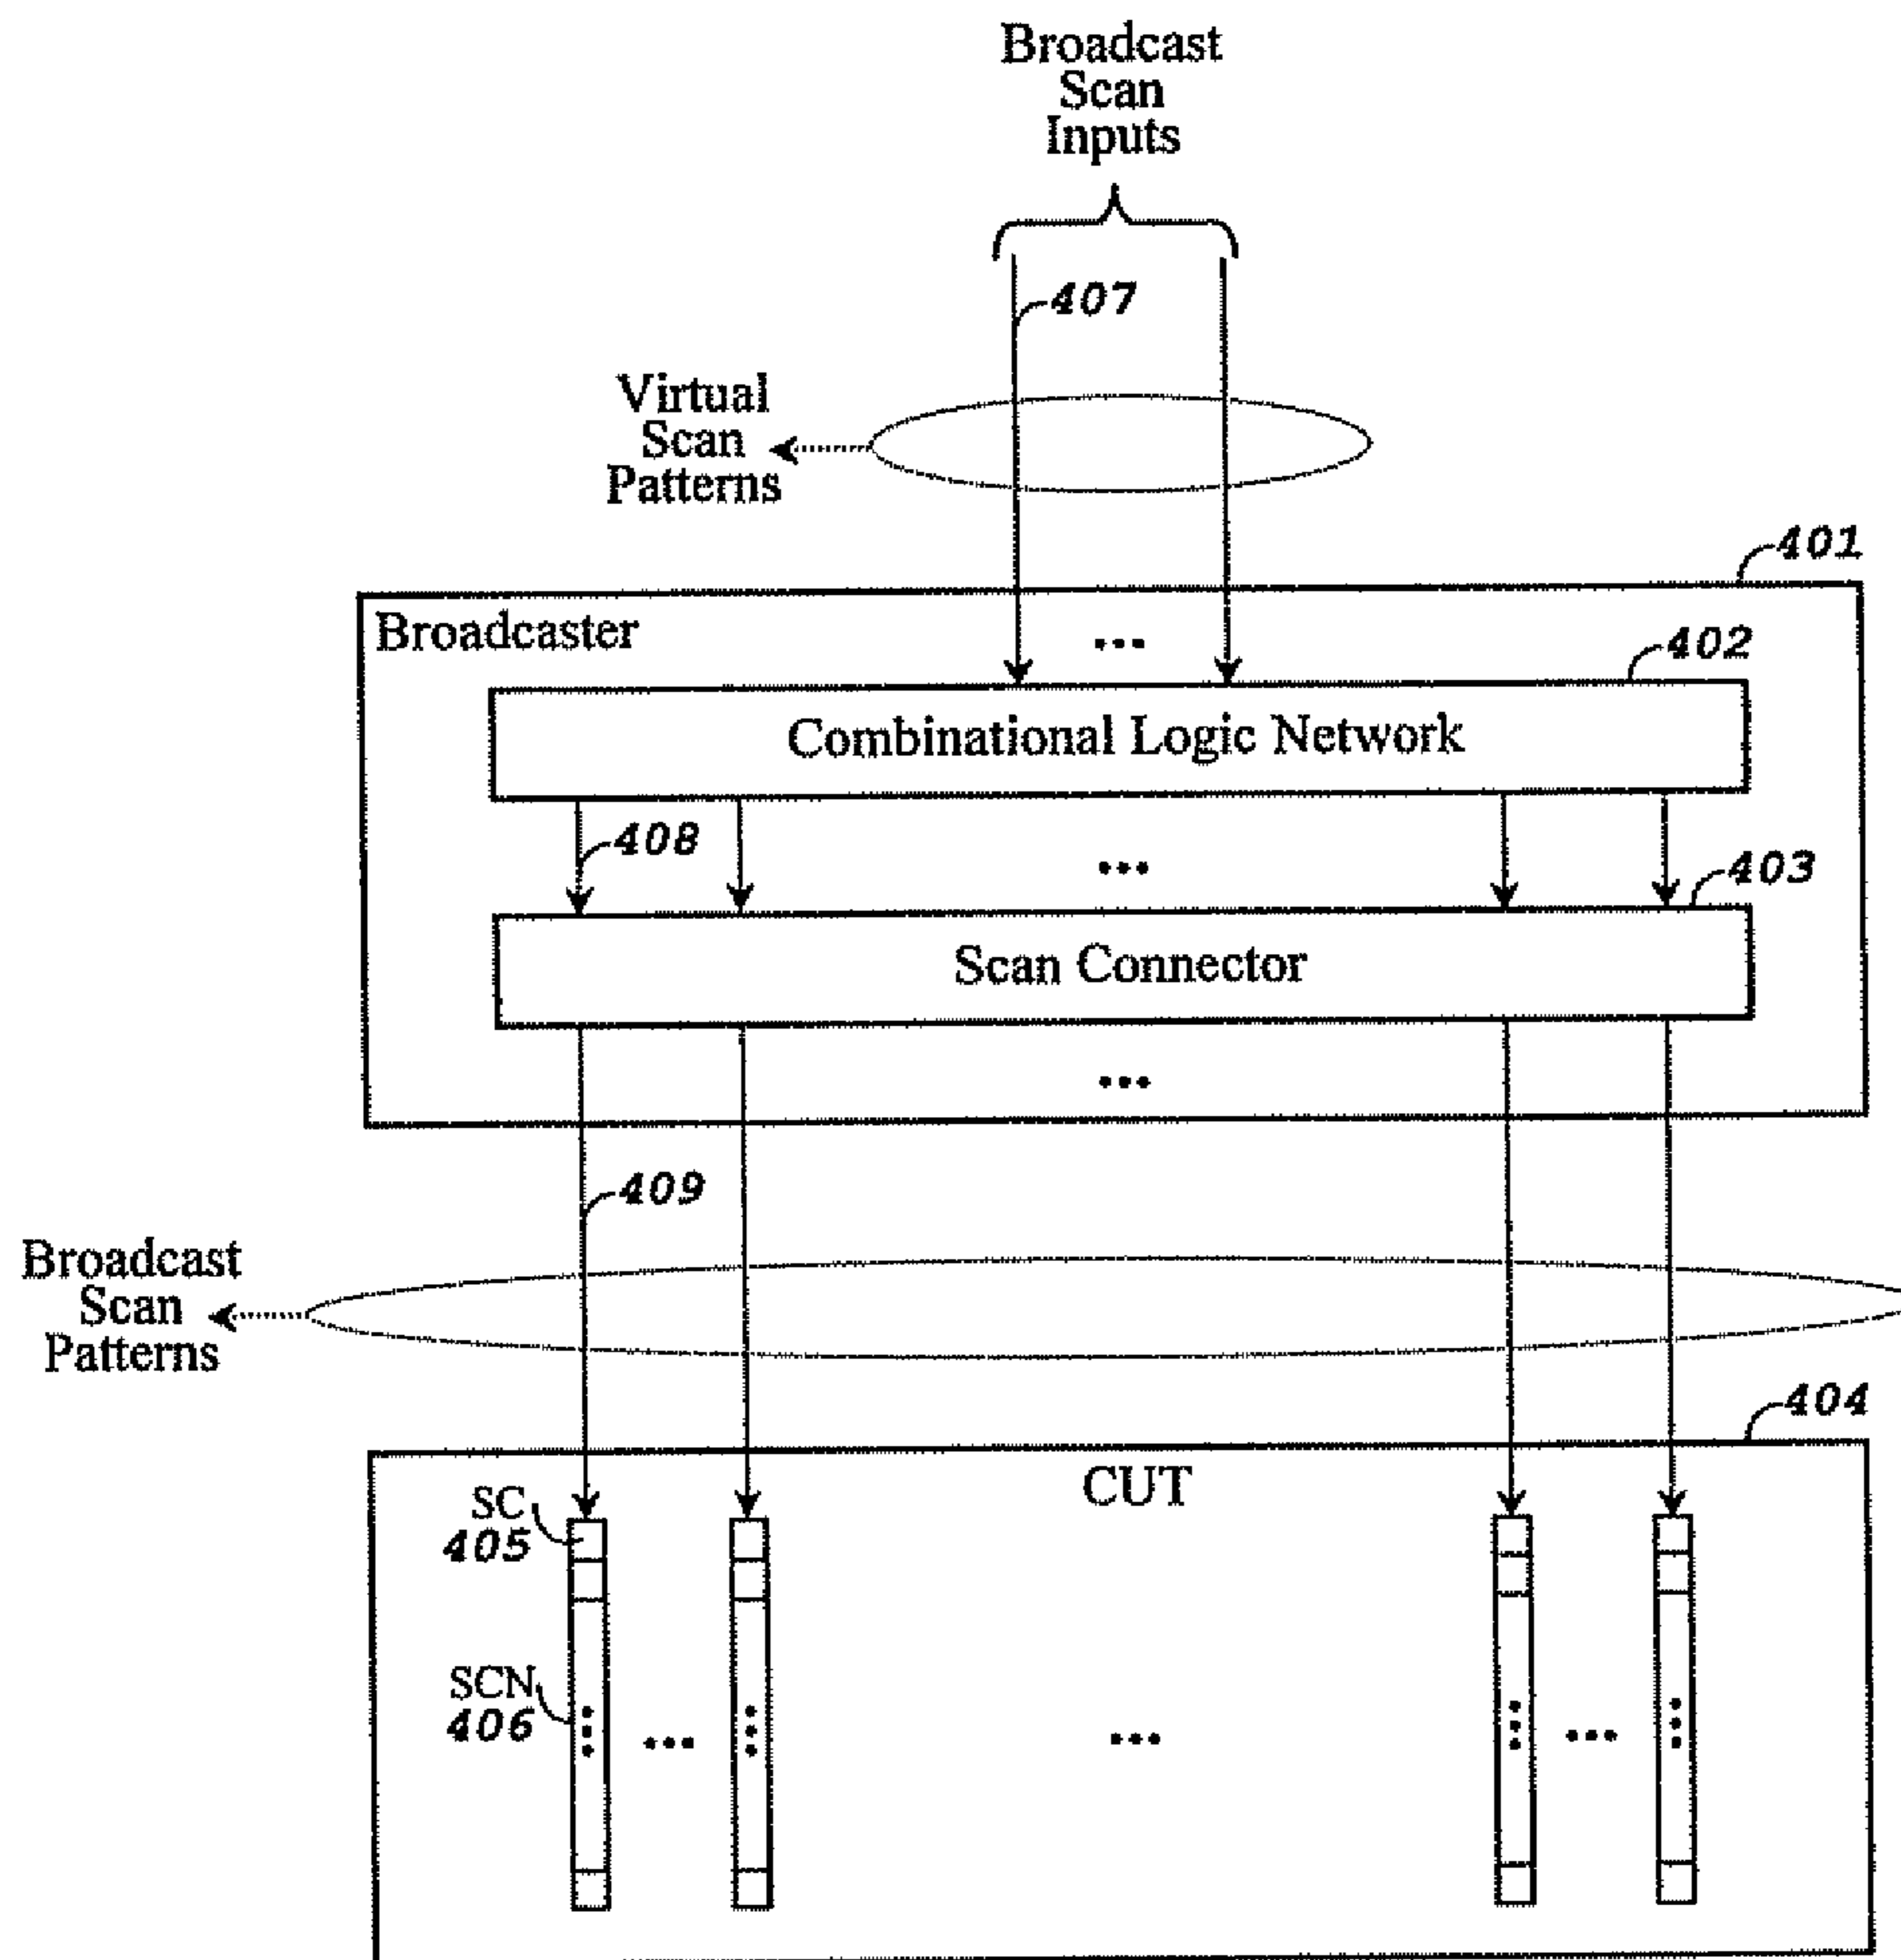 Broadcast
Scan
Inputs
407
Virtual
Scan
Patterns
401
Broadcaster
...
402
Combinational Logic Network
408
...
403
Scan Connector
...
409
Broadcast
Scan
Patterns
404
CUT
SC
405
SCN
406
...
...
...